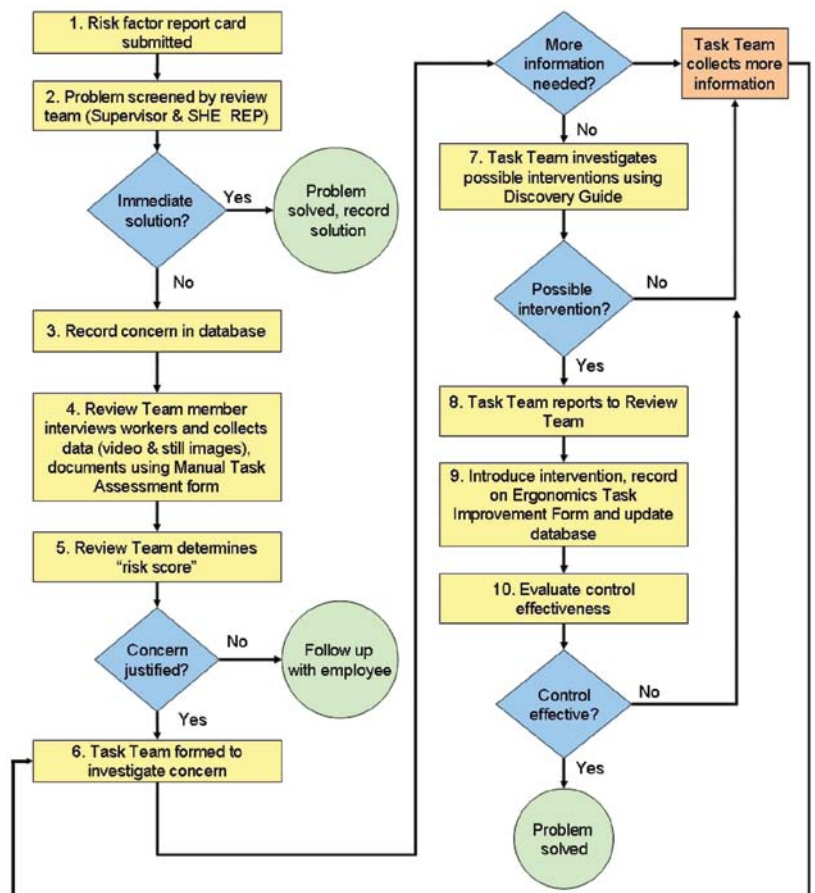 1. Risk factor report card
submitted
2. Problem screened by review
team (Supervisor & SHE REP)
Immediate
solution?
Yes
Problem
solved, record
solution
No
3. Record concern in database
4. Review Team member
interviews workers and collects
data (video & still images),
documents using Manual Task
Assessment form
5. Review Team determines
“risk score”
Concern
justified?
No
Follow up
with employee
Yes
6. Task Team formed to
investigate concern
More
information
needed?
Task Team
collects more
information
No
7. Task Team investigates
possible interventions using
Discovery Guide
Possible
intervention?
No
Yes
8. Task Team reports to Review
Team
9. Introduce intervention, record
on Ergonomics Task
Improvement Form and update
database
10. Evaluate control
effectiveness
Control
effective?
No
Yes
Problem
solved